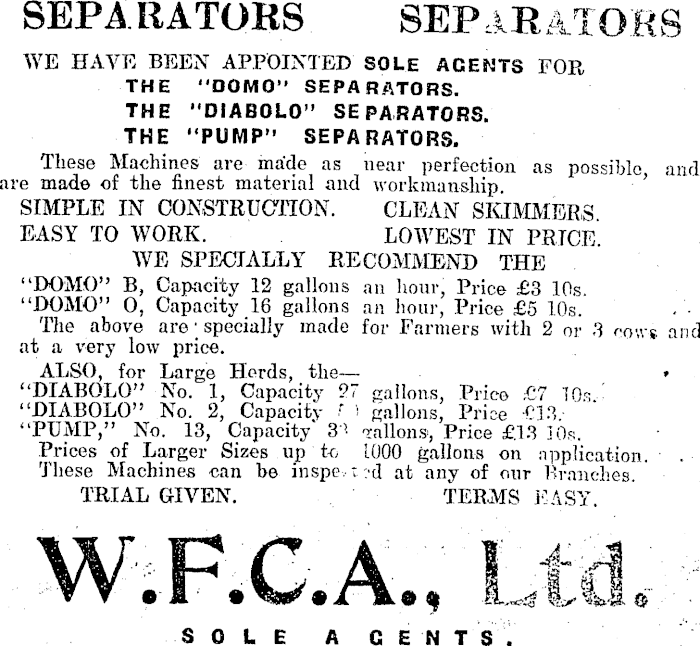 SEPARATORS SEPARATORS
WE HAVE BEEN APPOINTED SOLE AGENTS FOR
THE "DOMO" SEPARATORS.
THE "DIABOLO" SEPARATORS.
THE "PUMP" SEPARATORS.
These Machines are made as near perfection as possible, and
are made of the finest material and workmanship.
SIMPLE IN CONSTRUCTION. CLEAN SKIMMERS.
EASY TO WORK. LOWEST IN PRICE.
WE SPECIALLY RECOMMEND THE
"DOMO" B, Capacity 12 gallons an hour, Price £3 10s.
"DOMO" O, Capacity 16 gallons an hour, Price £5 10s.
The above are specially made for Farmers with 2 or 3 cows and
at a very low price.
ALSO, for Large Herds, the—
"DIABOLO" No. 1, Capacity 27 gallons, Price £7 10s.
"DIABOLO" No. 2, Capacity gallons, Price £13.
"PUMP," No. 13, Capacity gallons, Price £13 10s.
Prices of Larger Sizes up to 1000 gallons on application.
These Machines can be inspected at any of our Branches.
TRIAL GIVEN. TERMS EASY.
W.F.C.A., Ltd.
SOLE AGENTS.